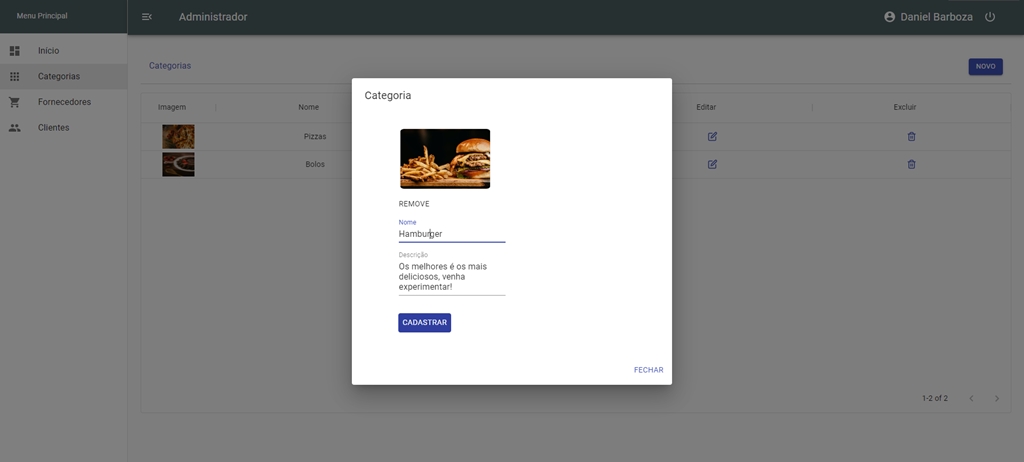 Menu Principal
Administrador
Daniel Barboza
Início
Categorias
Fornecedores
Clientes
Categorias
NOVO
Imagem
Nome
Editar
Excluir
Pizzas
Bolos
Categoria
REMOVE
Nome
Hamburger
Descrição
Os melhores é os mais
deliciosos, venha
experimentar!
CADASTRAR
FECHAR
1-2 of 2